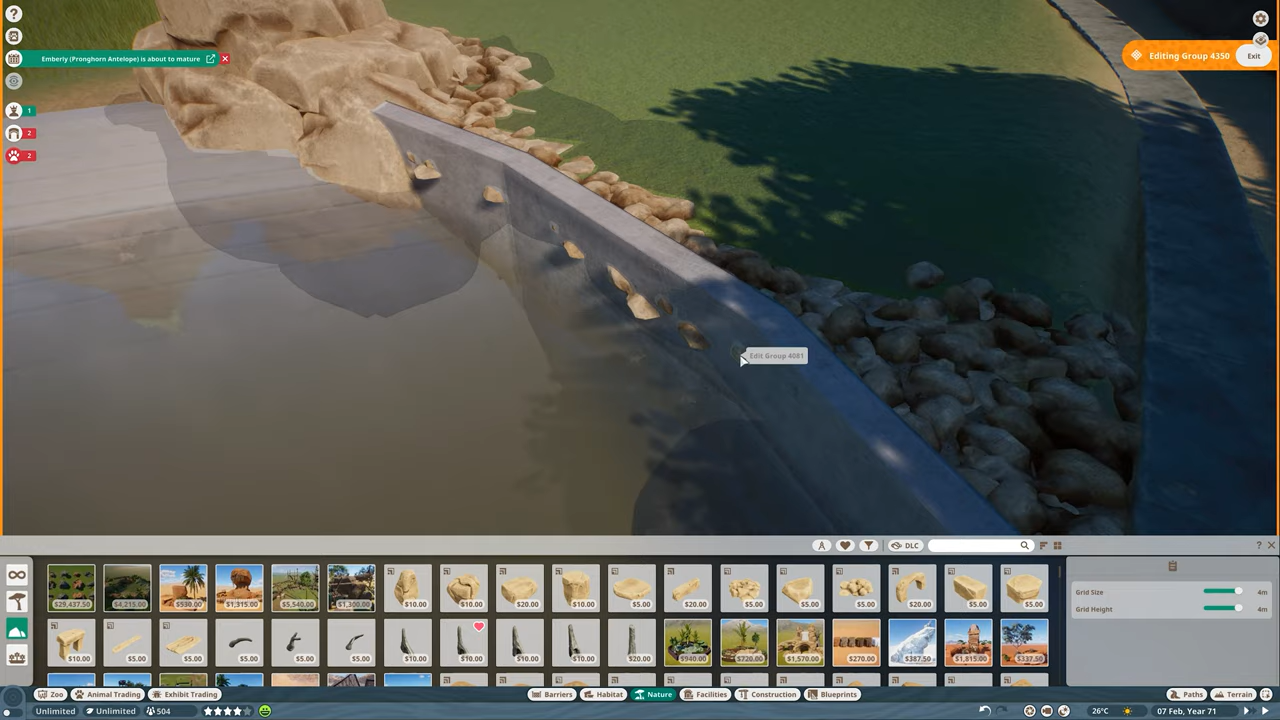 ?
Emberly (Pronghorn Antelope) is about to mature
Editing Group 4350
Exit
1
2
2
Edit Group 4081
DLC
?
$29,437.50
$4,215.00
$530.00
$1,315.00
$5,540.00
$1,300.00
$10.00
$10.00
$20.00
$10.00
$5.00
$20.00
$5.00
$5.00
$5.00
$20.00
$5.00
$5.00
Grid Size
4m
Grid Height
4m
$10.00
$5.00
$5.00
$5.00
$5.00
$5.00
$10.00
$10.00
$10.00
$10.00
$20.00
$940.00
$720.00
$1,570.00
$270.00
$387.50
$1,815.00
$337.50
Zoo
Animal Trading
Exhibit Trading
Barriers
Habitat
Nature
Facilities
Construction
Blueprints
Paths
Terrain
Unlimited
Unlimited
504
26°C
07 Feb, Year 71